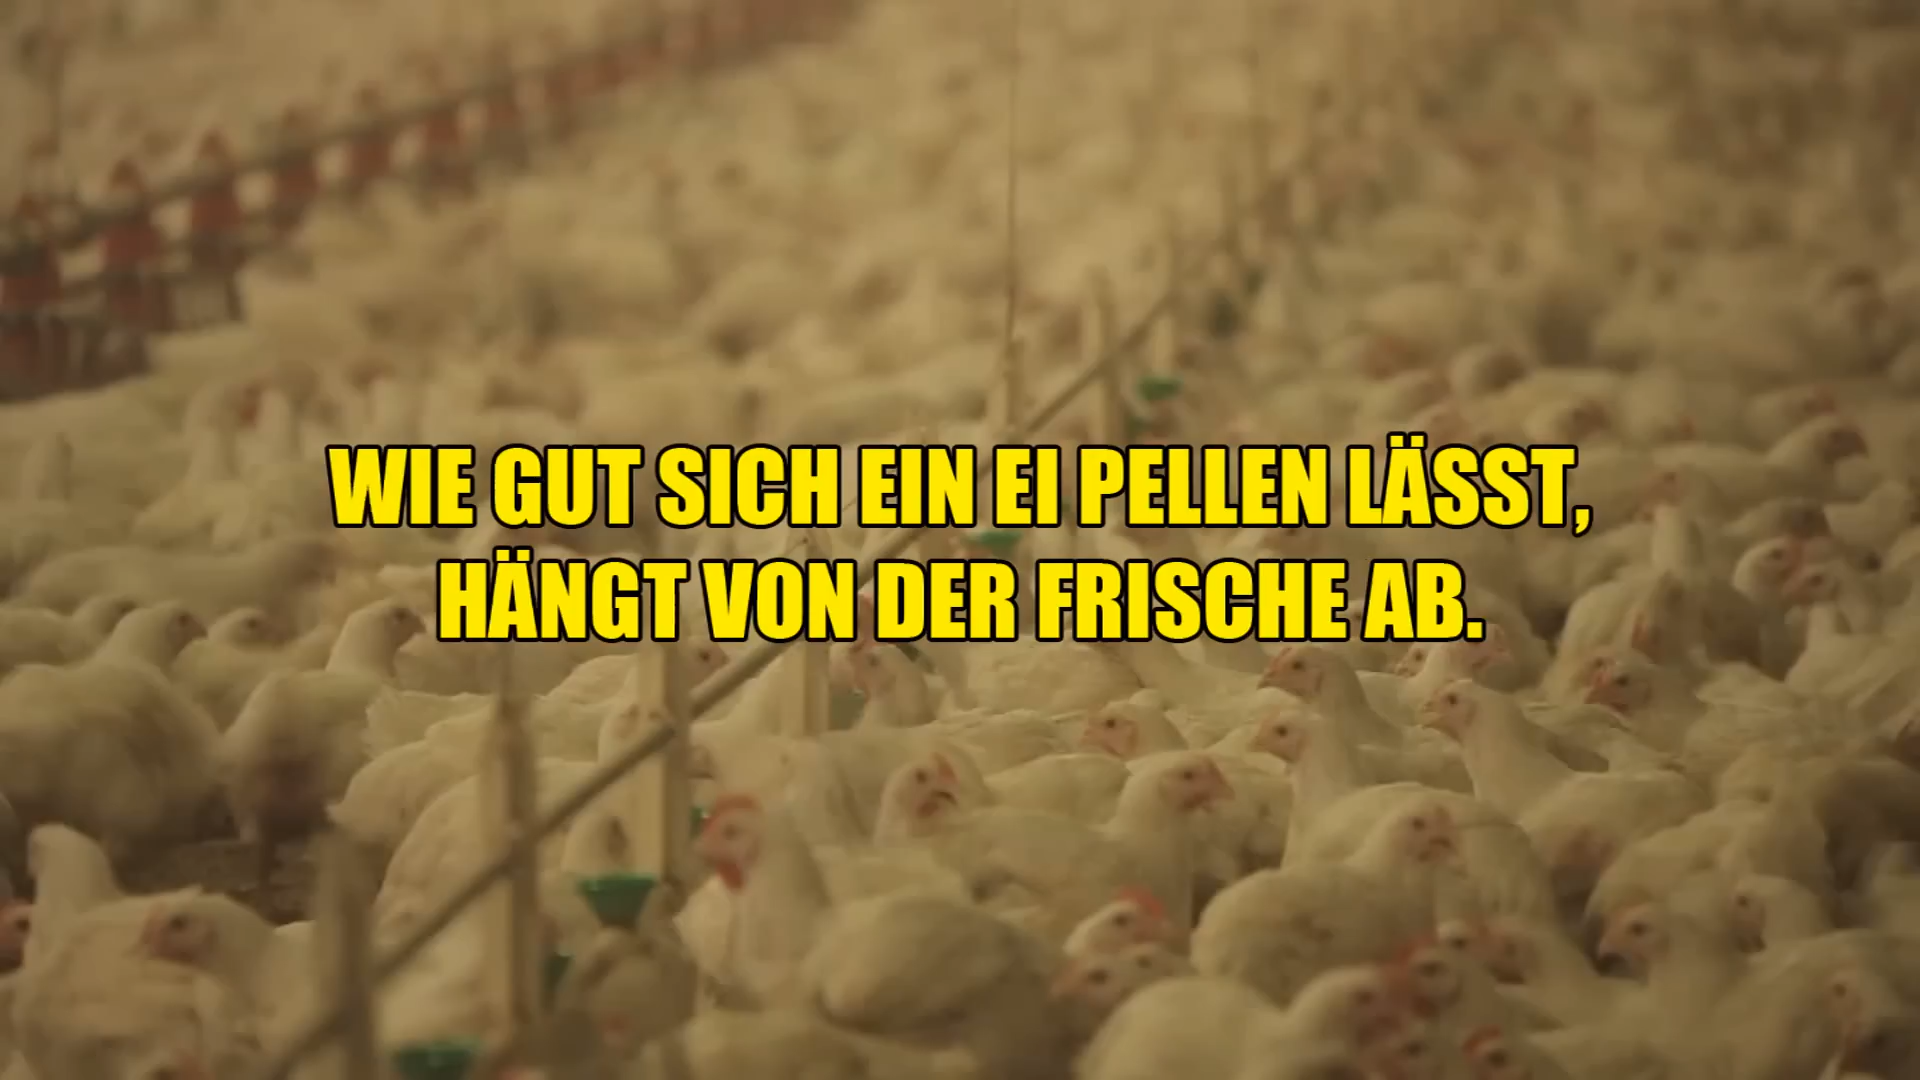 WIE GUT SICH EIN EI PELLEN LÄSST,
HÄNGT VON DER FRISCHE AB.